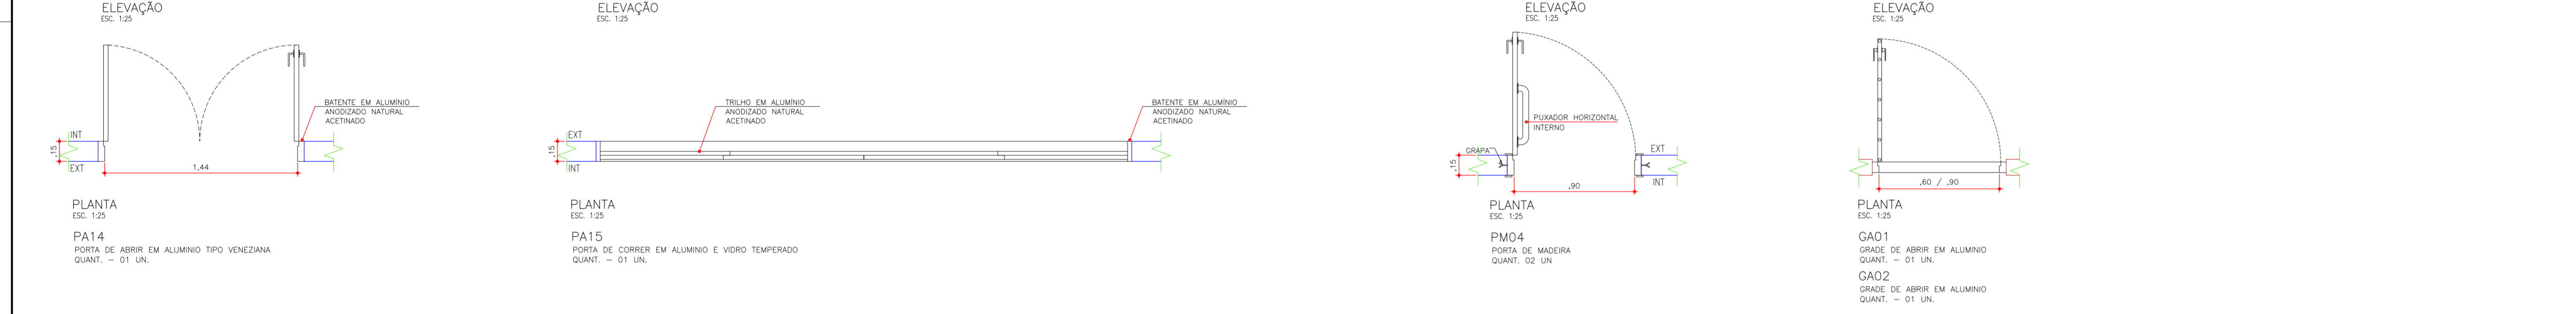 ELEVAÇÃO
ESC. 1:25
BATENTE EM ALUMÍNIO
ANODIZADO NATURAL
ACETINADO
INT
,15
EXT
1,44
PLANTA
ESC. 1:25
PA14
PORTA DE ABRIR EM ALUMINIO TIPO VENEZIANA
QUANT. – 01 UN.
ELEVAÇÃO
ESC. 1:25
TRILHO EM ALUMÍNIO
ANODIZADO NATURAL
ACETINADO
BATENTE EM ALUMÍNIO
ANODIZADO NATURAL
ACETINADO
EXT
,15
INT
PLANTA
ESC. 1:25
PA15
PORTA DE CORRER EM ALUMINIO E VIDRO TEMPERADO
QUANT. – 01 UN.
ELEVAÇÃO
ESC. 1:25
PUXADOR HORIZONTAL
INTERNO
GRAPA
EXT
,15
INT
,90
PLANTA
ESC. 1:25
PM04
PORTA DE MADEIRA
QUANT. 02 UN
ELEVAÇÃO
ESC. 1:25
,60 / ,90
PLANTA
ESC. 1:25
GA01
GRADE DE ABRIR EM ALUMINIO
QUANT. – 01 UN.
GA02
GRADE DE ABRIR EM ALUMINIO
QUANT. – 01 UN.